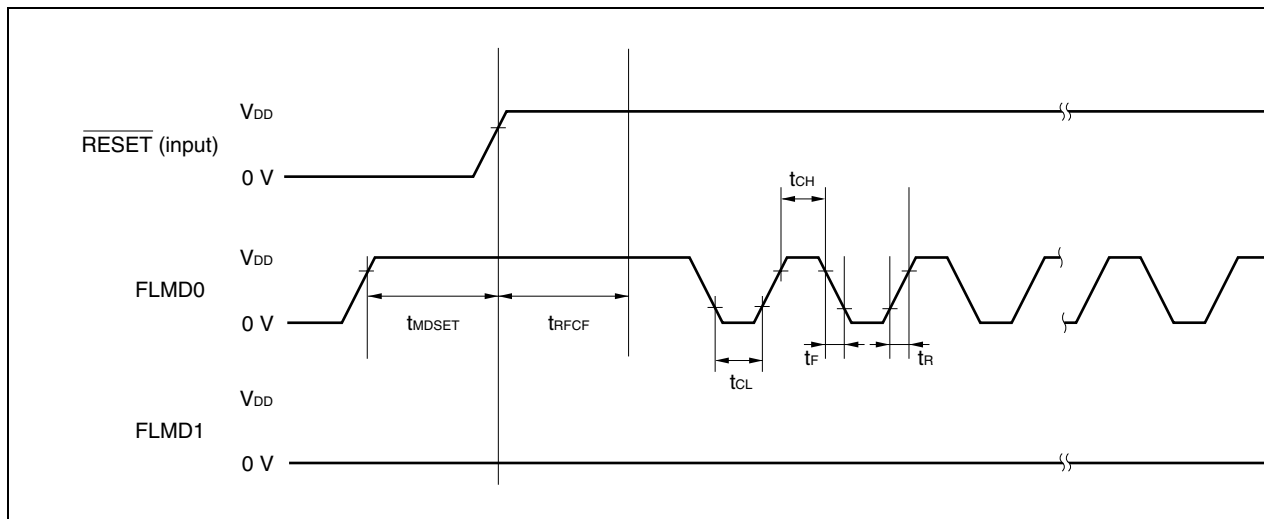 VDD
RESET (input)
0 V
tCH
VDD
FLMD0
0 V
tMDSET
tRFCF
tF
tR
tCL
VDD
FLMD1
0 V